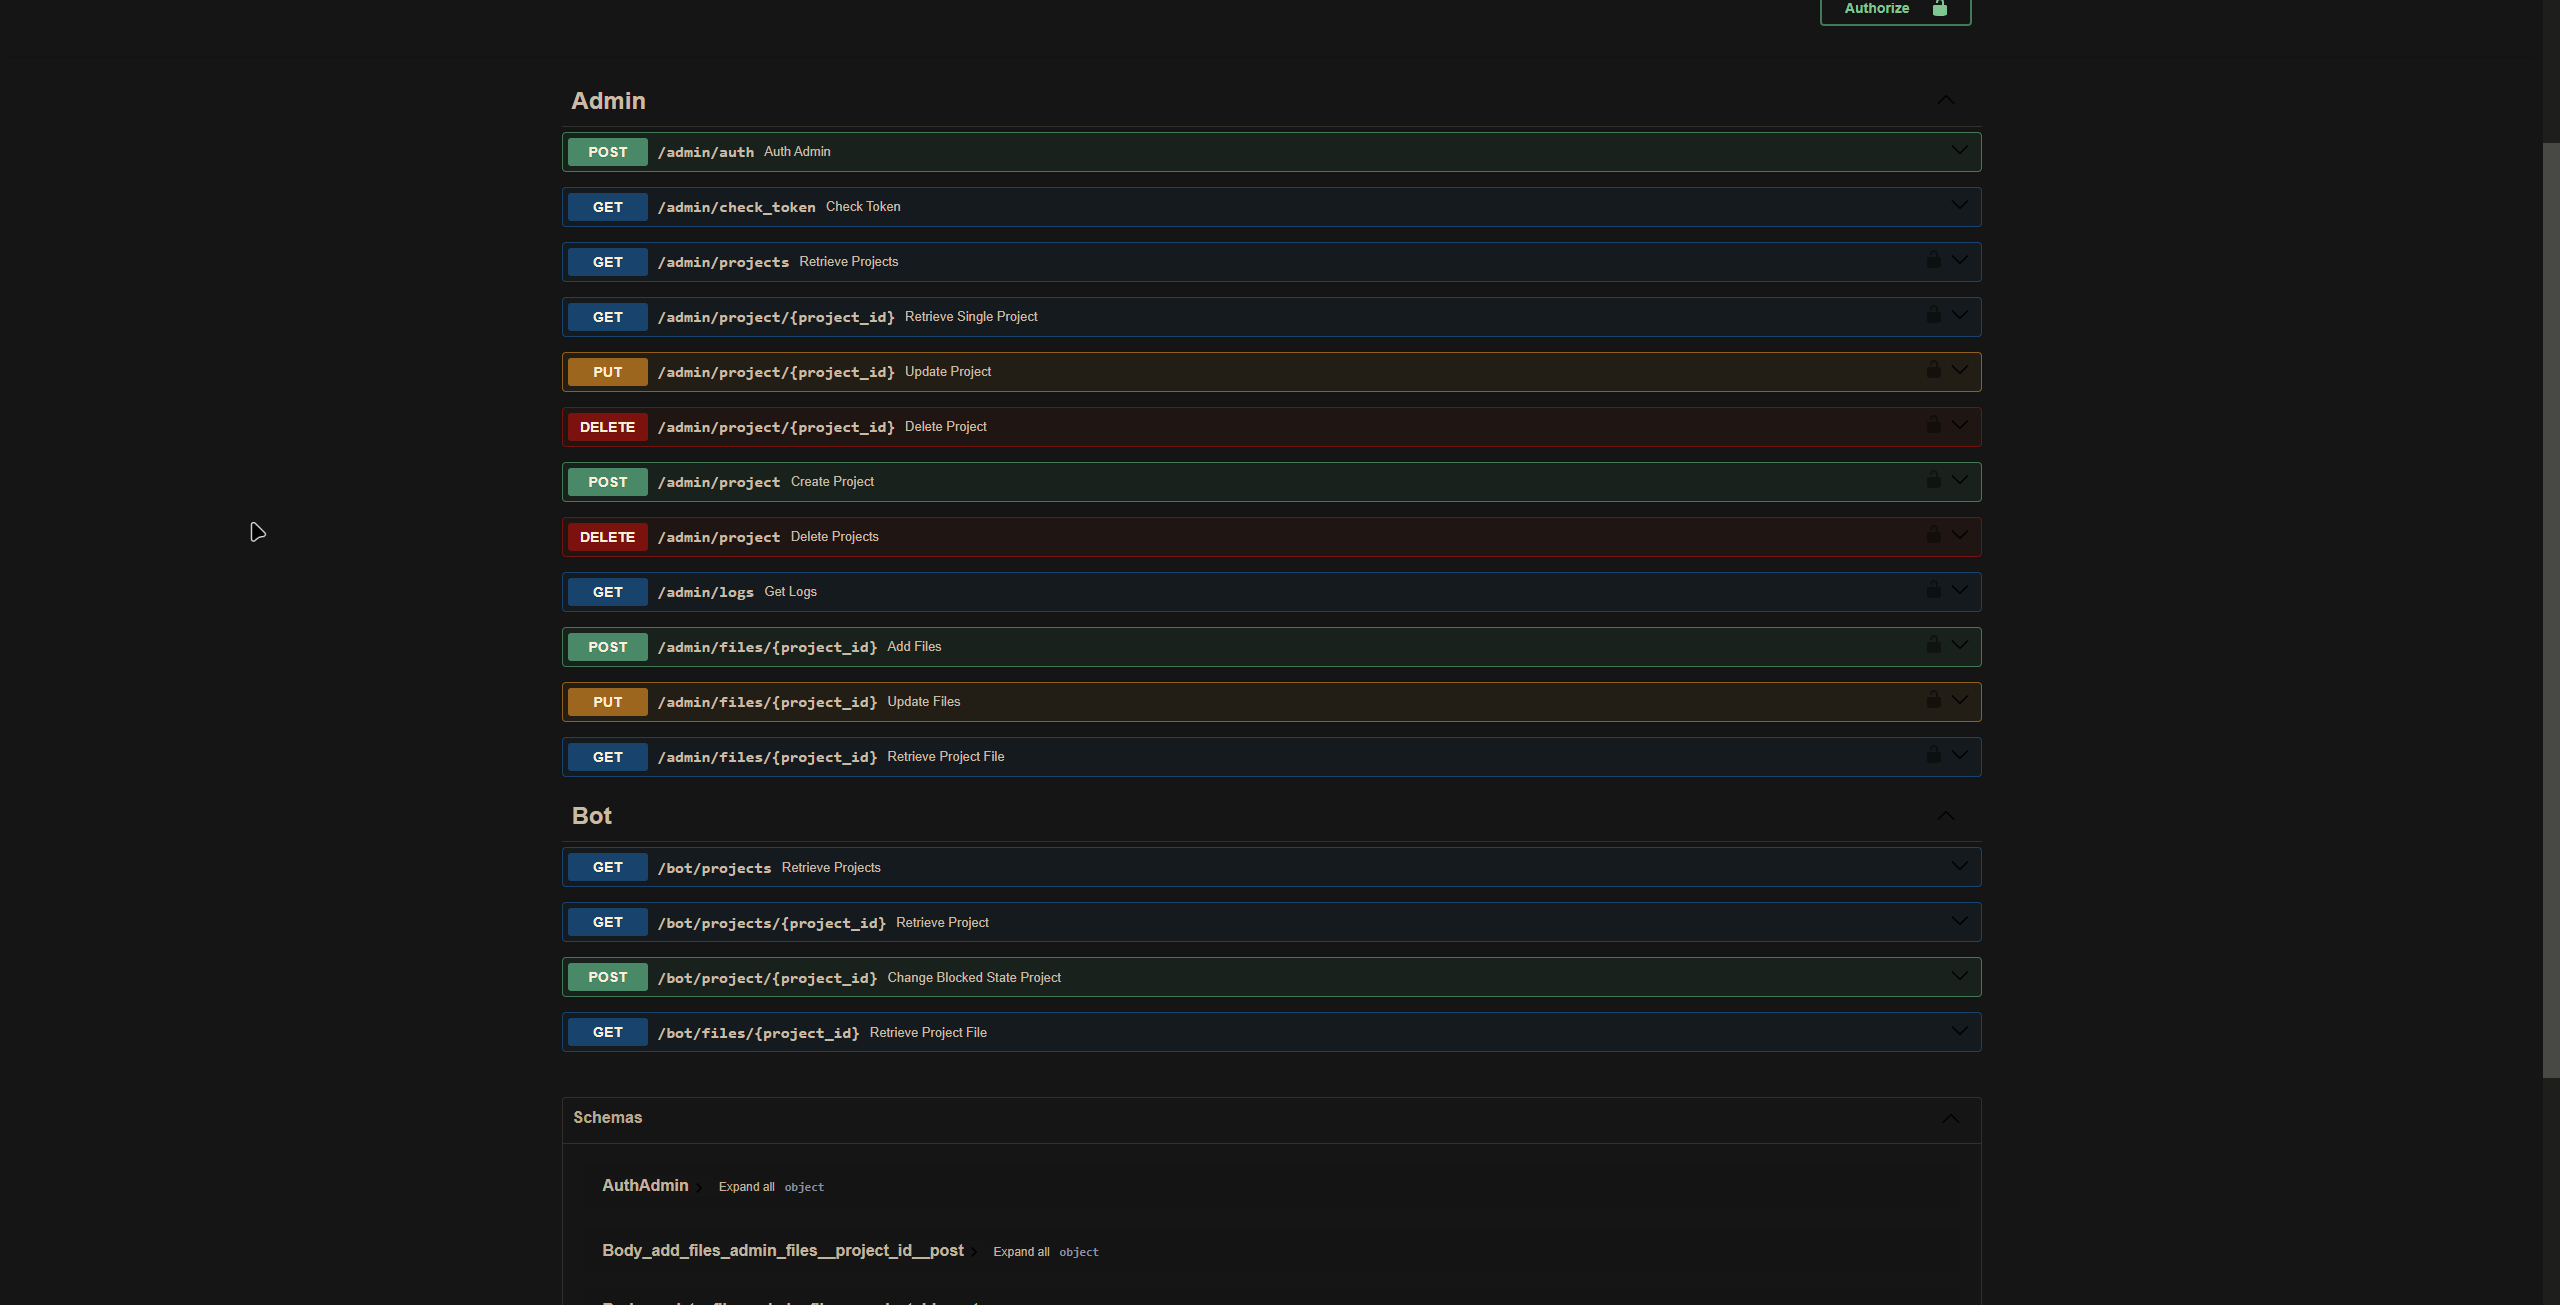 Authorize
Admin
POST /admin/auth Auth Admin
GET /admin/check_token Check Token
GET /admin/projects Retrieve Projects
GET /admin/project/{project_id} Retrieve Single Project
PUT /admin/project/{project_id} Update Project
DELETE /admin/project/{project_id} Delete Project
POST /admin/project Create Project
DELETE /admin/project Delete Projects
GET /admin/logs Get Logs
POST /admin/files/{project_id} Add Files
PUT /admin/files/{project_id} Update Files
GET /admin/files/{project_id} Retrieve Project File
Bot
GET /bot/projects Retrieve Projects
GET /bot/projects/{project_id} Retrieve Project
POST /bot/project/{project_id} Change Blocked State Project
GET /bot/files/{project_id} Retrieve Project File
Schemas
AuthAdmin Expand all object
Body_add_files_admin_files__project_id__post Expand all object